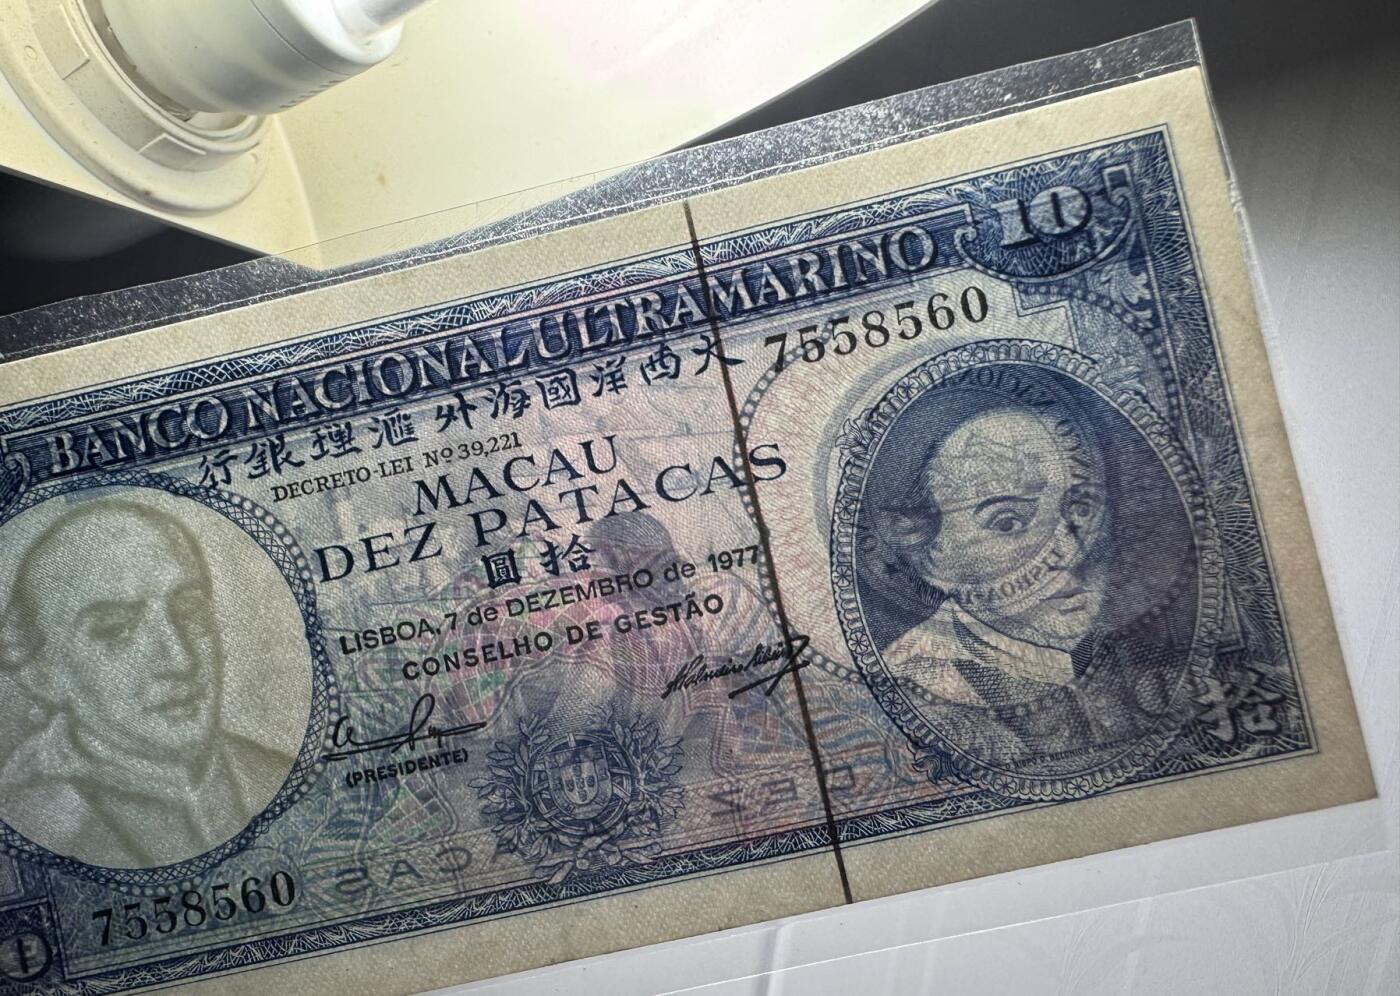 BANCO NACIONAL ULTRAMARINO
10
7558560
行銀理滙外海國洋西大
DECRETO-LEI Nº 39,221
MACAU
DEZ PATACAS
圓拾
LISBOA, 7 de DEZEMBRO de 1977
CONSELHO DE GESTÃO
(PRESIDENTE)
拾
7558560